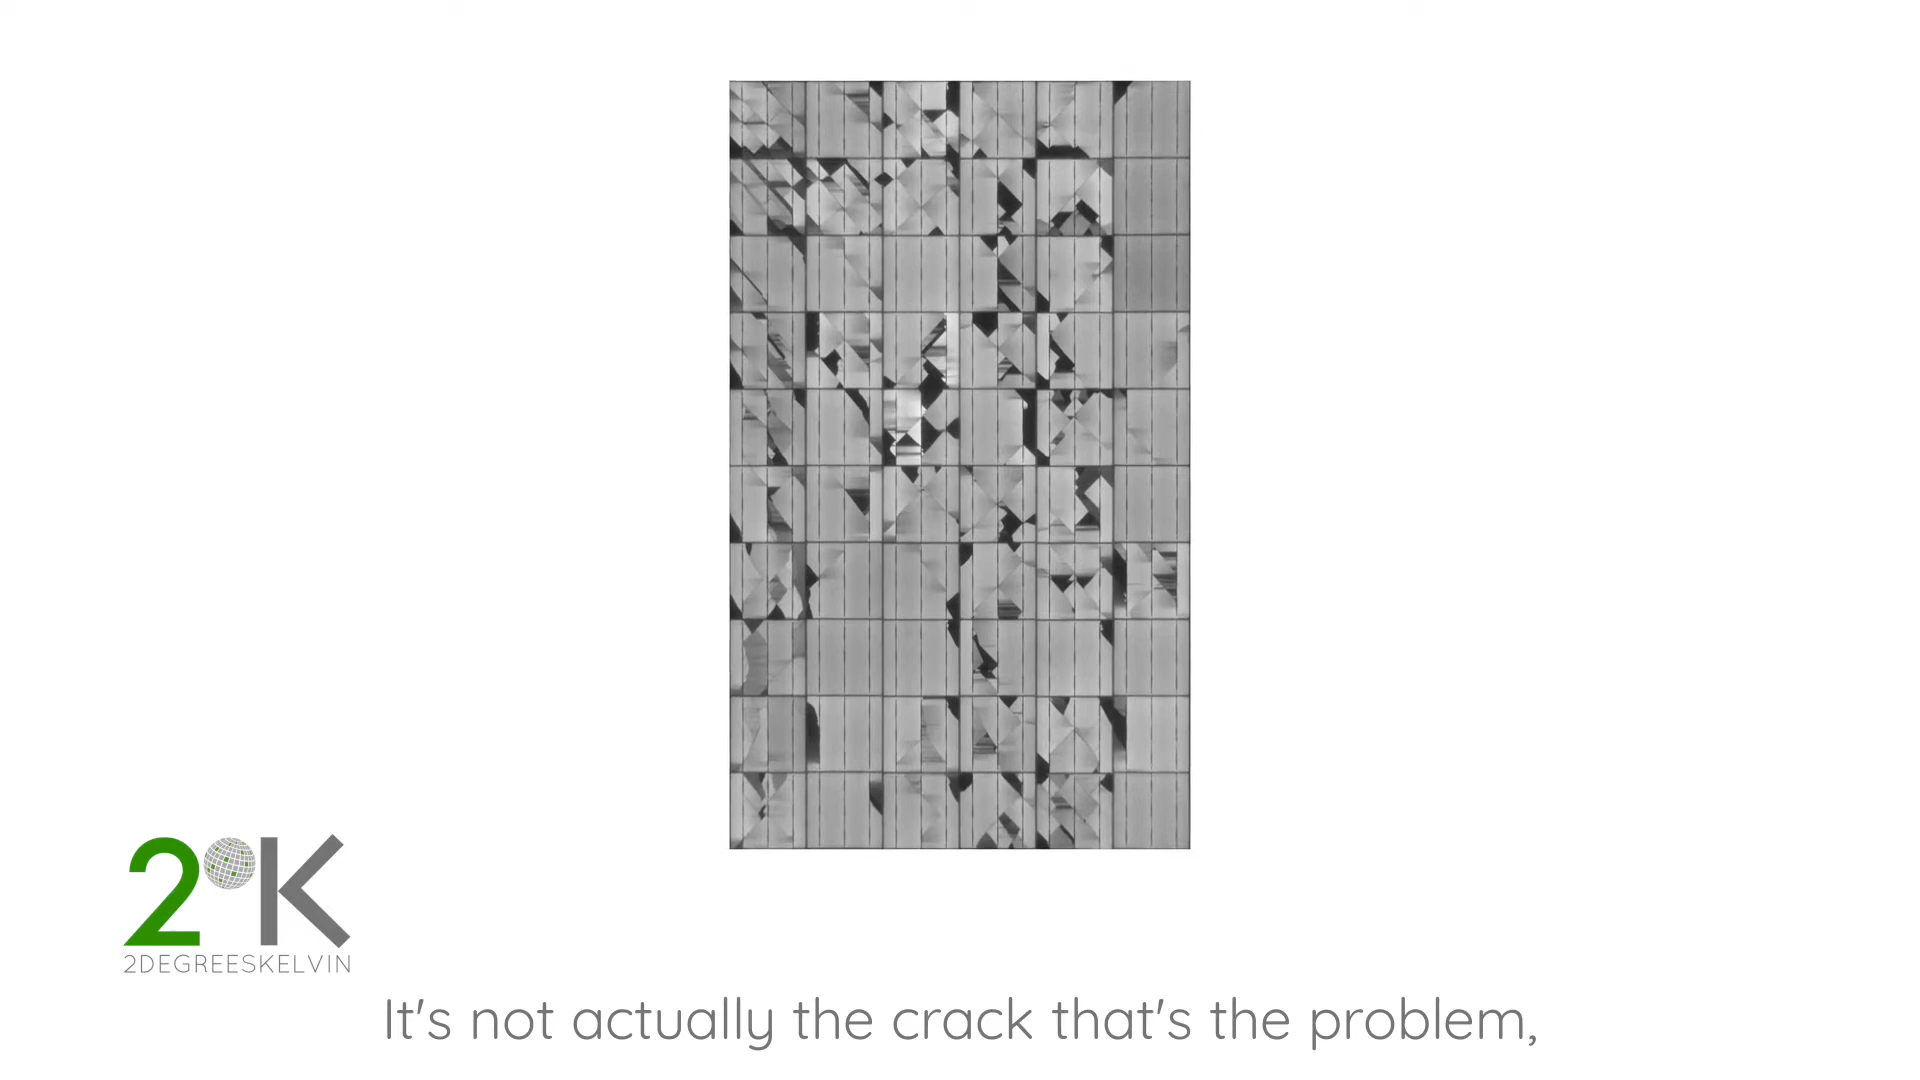 2°K
2DEGREESKELVIN
It's not actually the crack that's the problem,